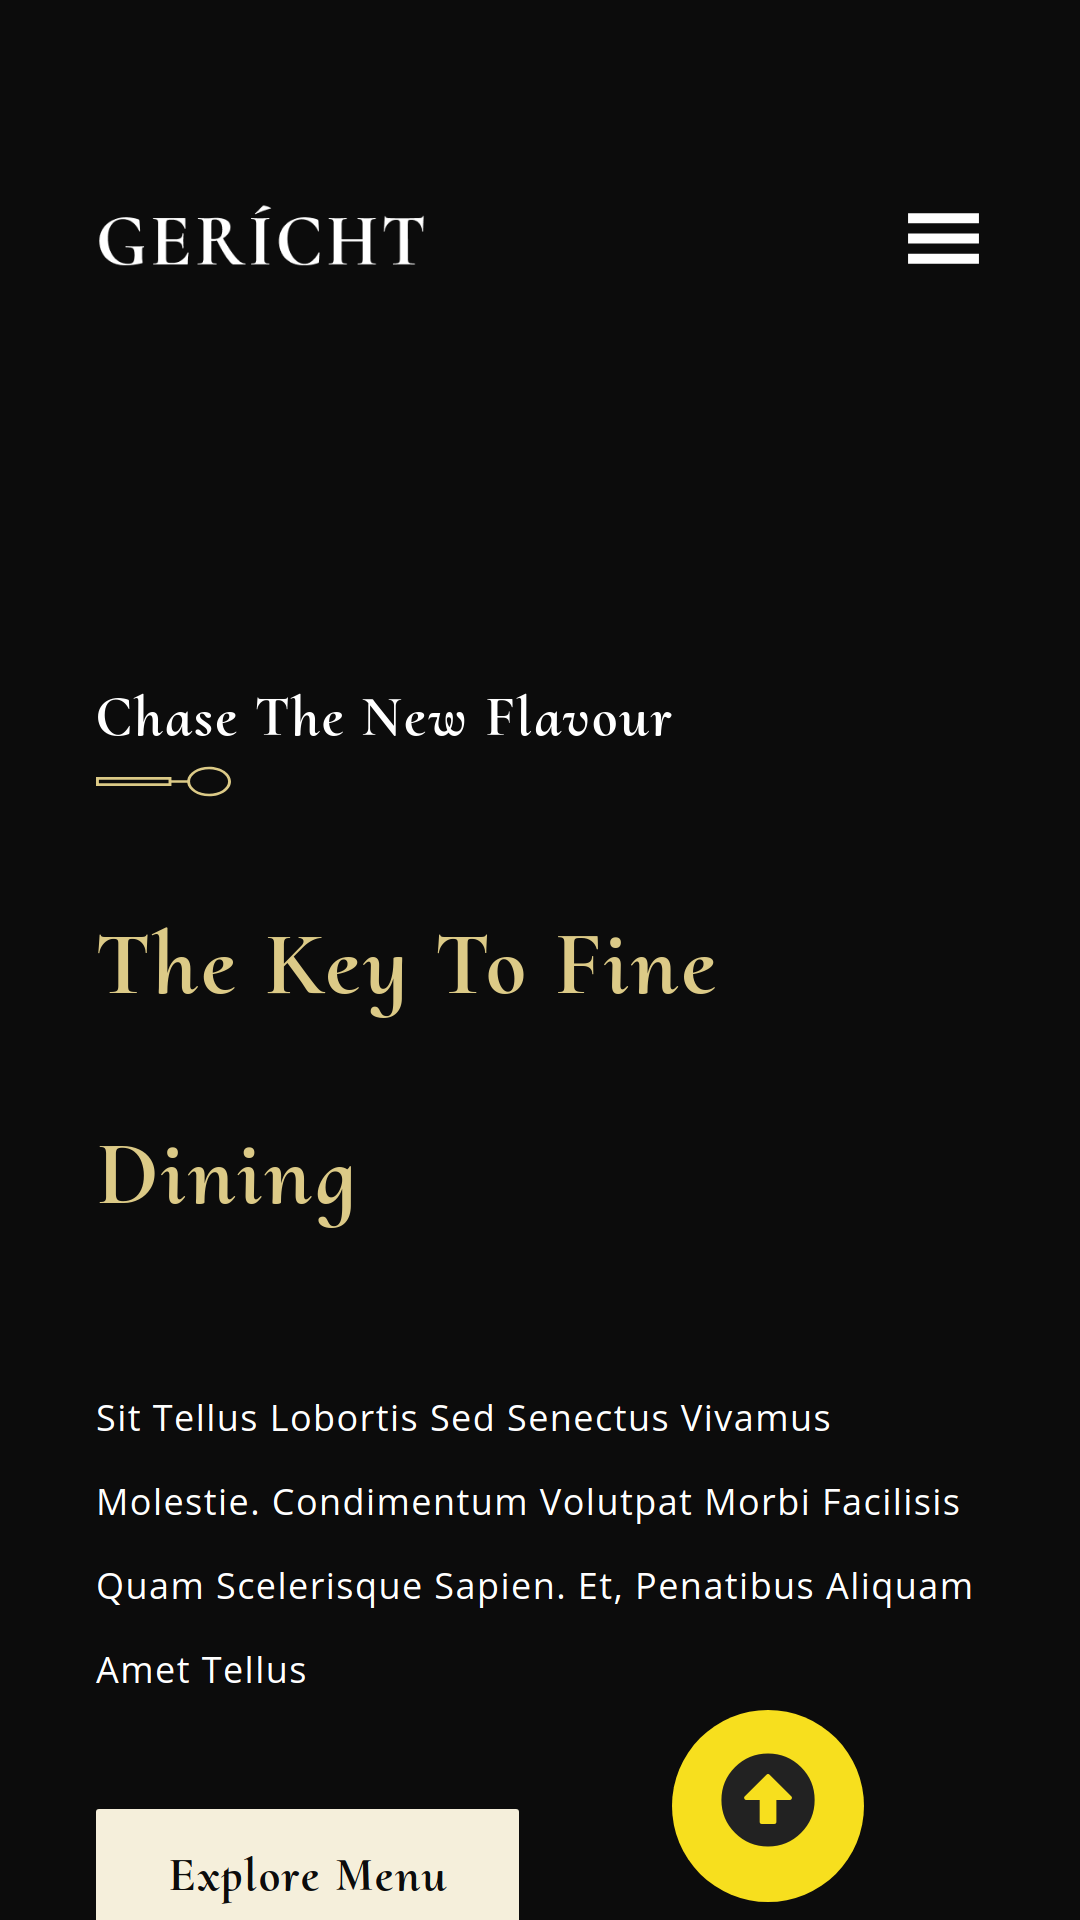 GERÍCHT
Chase The New Flavour
The Key To Fine
Dining
Sit Tellus Lobortis Sed Senectus Vivamus
Molestie. Condimentum Volutpat Morbi Facilisis
Quam Scelerisque Sapien. Et, Penatibus Aliquam
Amet Tellus
Explore Menu